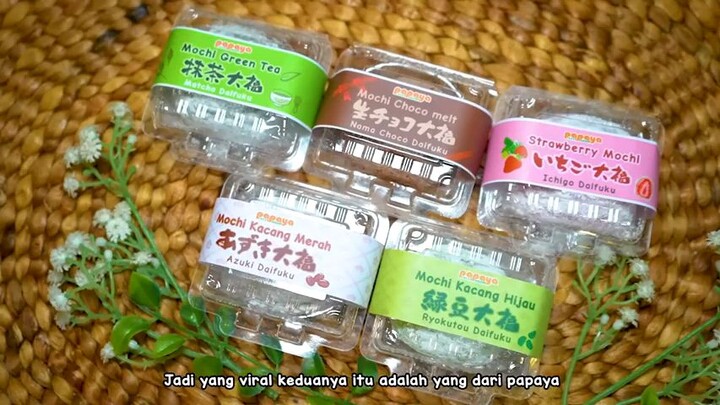 papaya
Mochi Green Tea
抹茶大福
Matcha Daifuku
papaya
Mochi Choco melt
生チョコ大福
Nama Choco Daifuku
papaya
Strawberry Mochi
いちご大福
Ichigo Daifuku
papaya
Mochi Kacang Merah
あずき大福
Azuki Daifuku
papaya
Mochi Kacang Hijau
緑豆大福
Ryokutou Daifuku
Jadi yang viral keduanya itu adalah yang dari papaya